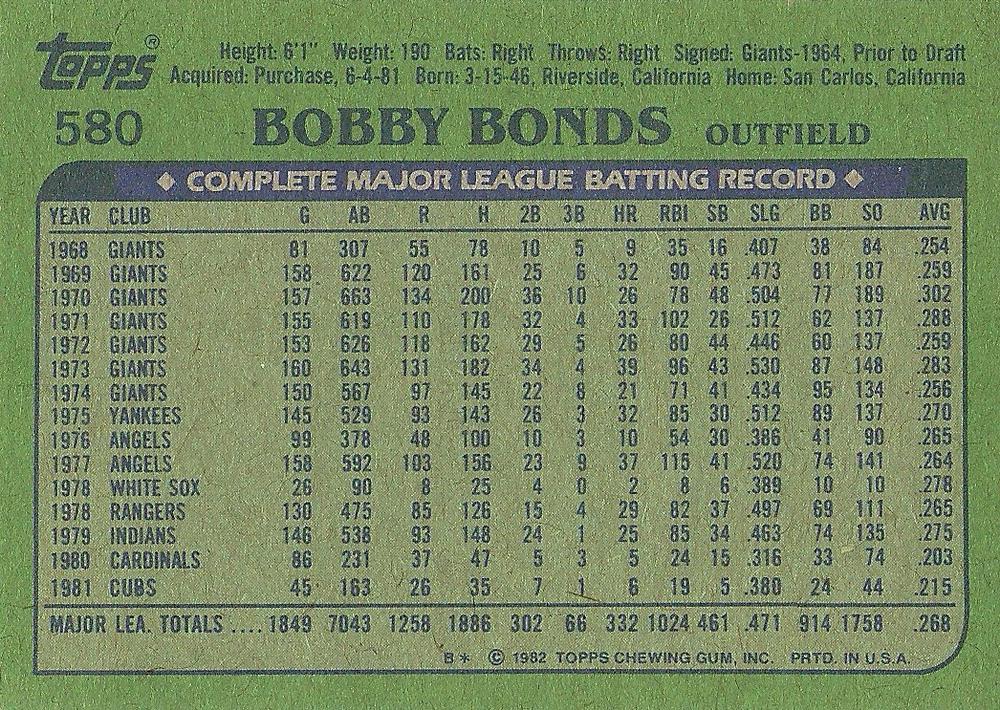 Topps® Height: 6'1" Weight: 190 Bats: Right Throws: Right Signed: Giants-1964, Prior to Draft
Acquired: Purchase, 6-4-81 Born: 3-15-46, Riverside, California Home: San Carlos, California
580 BOBBY BONDS OUTFIELD
◆ COMPLETE MAJOR LEAGUE BATTING RECORD ◆
YEAR CLUB G AB R H 2B 3B HR RBI SB SLG BB SO AVG
1968 GIANTS 81 307 55 78 10 5 9 35 16 .407 38 84 .254
1969 GIANTS 158 622 120 161 25 6 32 90 45 .473 81 187 .259
1970 GIANTS 157 663 134 200 36 10 26 78 48 .504 77 189 .302
1971 GIANTS 155 619 110 178 32 4 33 102 26 .512 62 137 .288
1972 GIANTS 153 626 118 162 29 5 26 80 44 .446 60 137 .259
1973 GIANTS 160 643 131 182 34 4 39 96 43 .530 87 148 .283
1974 GIANTS 150 567 97 145 22 8 21 71 41 .434 95 134 .256
1975 YANKEES 145 529 93 143 26 3 32 85 30 .512 89 137 .270
1976 ANGELS 99 378 48 100 10 3 10 54 30 .386 41 90 .265
1977 ANGELS 158 592 103 156 23 9 37 115 41 .520 74 141 .264
1978 WHITE SOX 26 90 8 25 4 0 2 8 6 .389 10 10 .278
1978 RANGERS 130 475 85 126 15 4 29 82 37 .497 69 111 .265
1979 INDIANS 146 538 93 148 24 1 25 85 34 .463 74 135 .275
1980 CARDINALS 86 231 37 47 5 3 5 24 15 .316 33 74 .203
1981 CUBS 45 163 26 35 7 1 6 19 5 .380 24 44 .215
MAJOR LEA. TOTALS .... 1849 7043 1258 1886 302 66 332 1024 461 .471 914 1758 .268
B* © 1982 TOPPS CHEWING GUM, INC. PRTD. IN U.S.A.